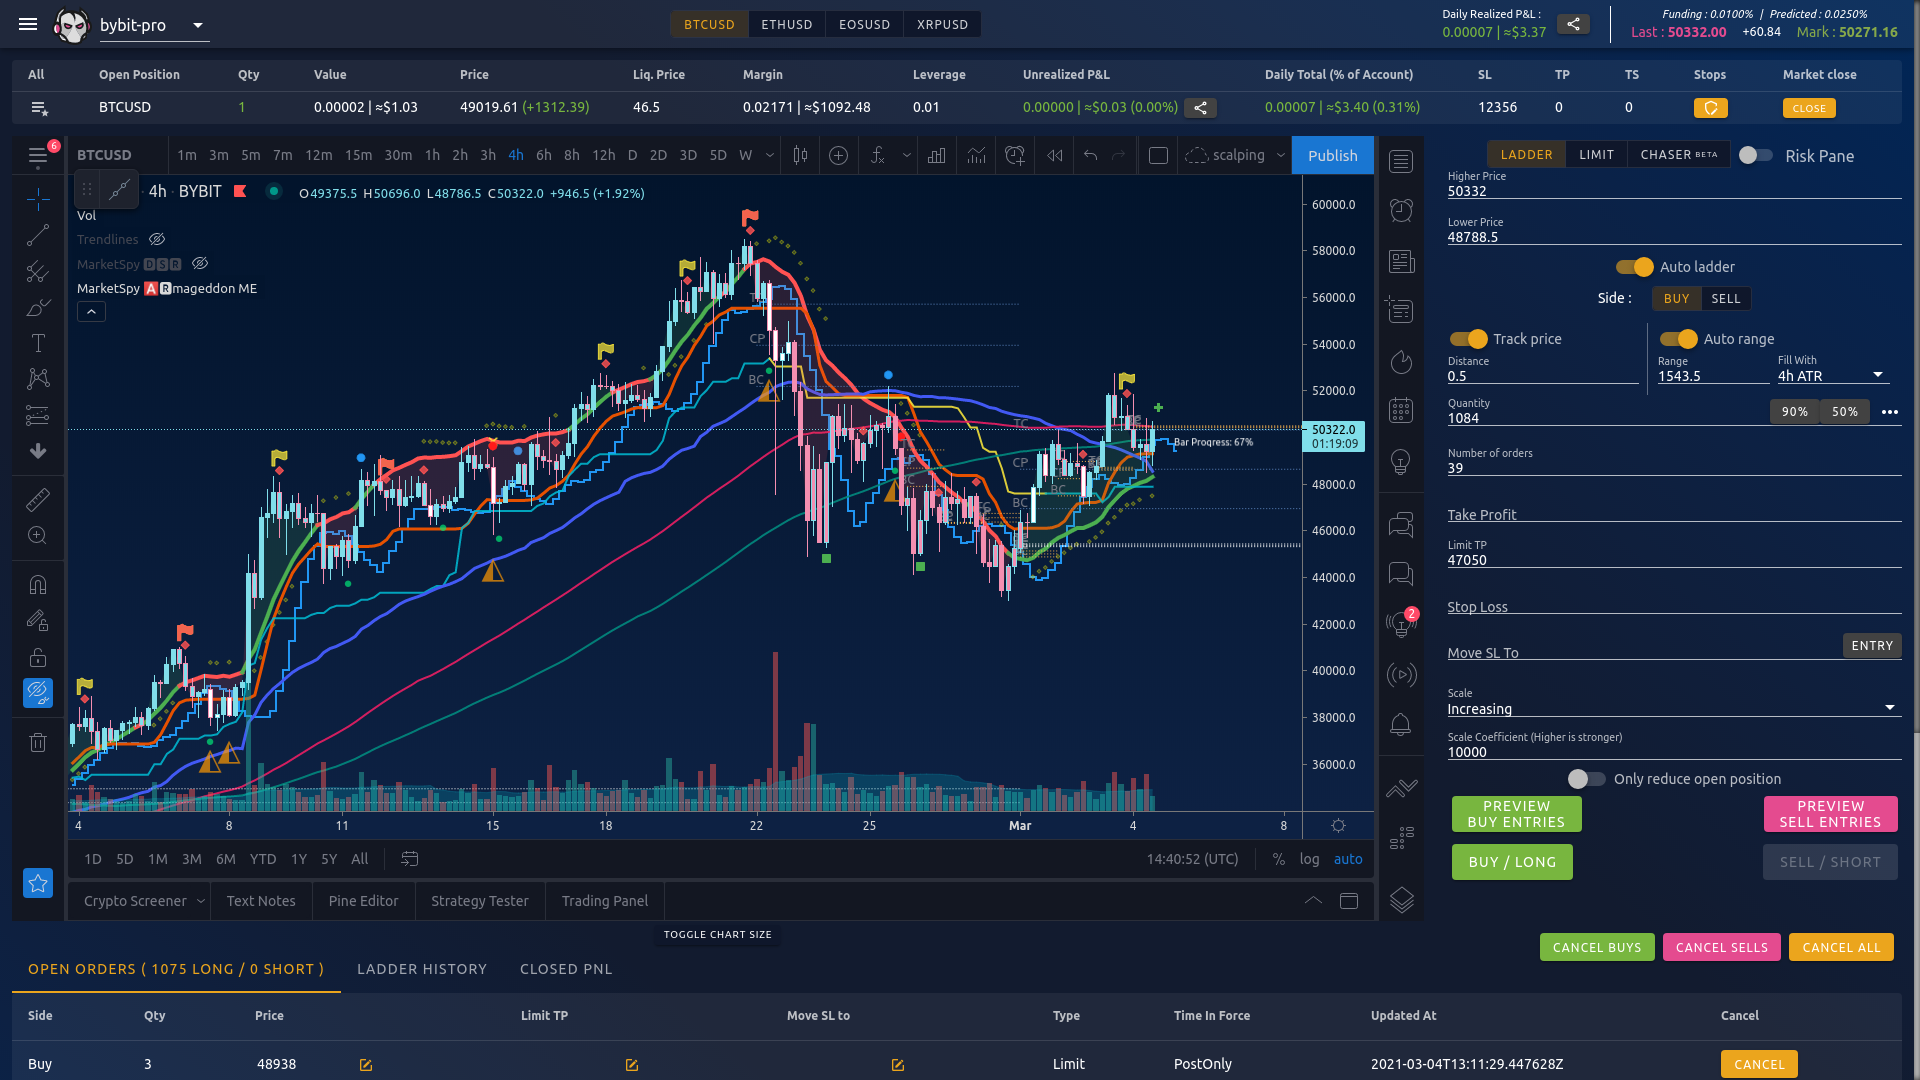 bybit-pro
BTCUSD ETHUSD EOSUSD XRPUSD
Daily Realized P&L :
0.00007 | ≈$3.37
Funding : 0.0100% / Predicted : 0.0250%
Last : 50332.00 +60.84 Mark : 50271.16
All Open Position Qty Value Price Liq. Price Margin Leverage Unrealized P&L Daily Total (% of Account) SL TP TS Stops Market close
BTCUSD 1 0.00002 | ≈$1.03 49019.61 (+1312.39) 46.5 0.02171 | ≈$1092.48 0.01 0.00000 | ≈$0.03 (0.00%) 0.00007 | ≈$3.40 (0.31%) 12356 0 0 CLOSE
6
BTCUSD 1m 3m 5m 7m 12m 15m 30m 1h 2h 3h 4h 6h 8h 12h D 2D 3D 5D W scalping Publish
4h BYBIT O49375.5 H50696.0 L48786.5 C50322.0 +946.5 (+1.92%)
Vol
Trendlines
MarketSpy D S R
MarketSpy A R mageddon ME
60000.0
58000.0
56000.0
54000.0
52000.0
50322.0
01:19:09
48000.0
46000.0
44000.0
42000.0
40000.0
38000.0
36000.0
CP
BC
TC
CP
BC
BC
Bar Progress: 67%
4 8 11 15 18 22 25 Mar 4 8
1D 5D 1M 3M 6M YTD 1Y 5Y All 14:40:52 (UTC) % log auto
Crypto Screener Text Notes Pine Editor Strategy Tester Trading Panel
TOGGLE CHART SIZE
2
LADDER LIMIT CHASER BETA Risk Pane
Higher Price
50332
Lower Price
48788.5
Auto ladder
Side : BUY SELL
Track price Auto range
Distance Range Fill With
0.5 1543.5 4h ATR
Quantity
1084 90% 50%
Number of orders
39
Take Profit
Limit TP
47050
Stop Loss
Move SL To ENTRY
Scale
Increasing
Scale Coefficient (Higher is stronger)
10000
Only reduce open position
PREVIEW BUY ENTRIES PREVIEW SELL ENTRIES
BUY / LONG SELL / SHORT
CANCEL BUYS CANCEL SELLS CANCEL ALL
OPEN ORDERS ( 1075 LONG / 0 SHORT ) LADDER HISTORY CLOSED PNL
Side Qty Price Limit TP Move SL to Type Time In Force Updated At Cancel
Buy 3 48938 Limit PostOnly 2021-03-04T13:11:29.447628Z CANCEL